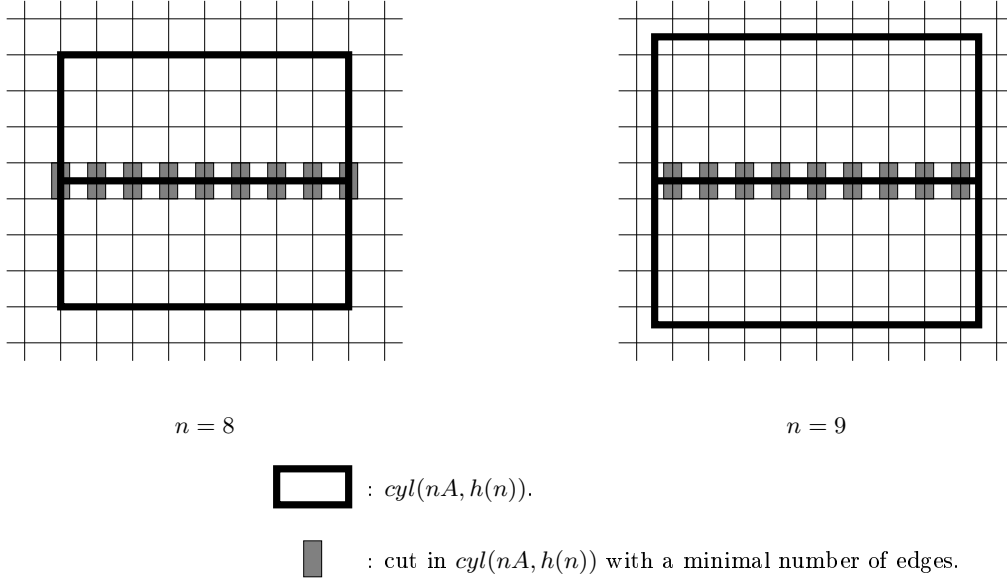 n = 8
n = 9
: cyl(nA, h(n)).
: cut in cyl(nA, h(n)) with a minimal number of edges.